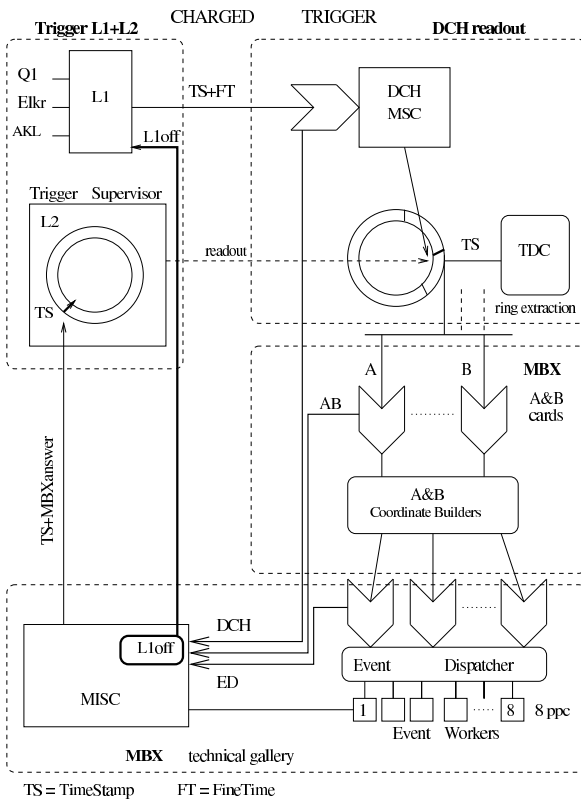 CHARGED TRIGGER
Trigger L1+L2
DCH readout
Q1
Elkr
AKL
L1
TS+FT
L1off
DCH
MSC
Trigger Supervisor
L2
TS
readout
TS
TDC
ring extraction
A
B
MBX
AB
A&B
cards
TS+MBXanswer
A&B
Coordinate Builders
DCH
L1off
ED
MISC
Event Dispatcher
1
8
8 ppc
Event Workers
MBX technical gallery
TS = TimeStamp FT = FineTime